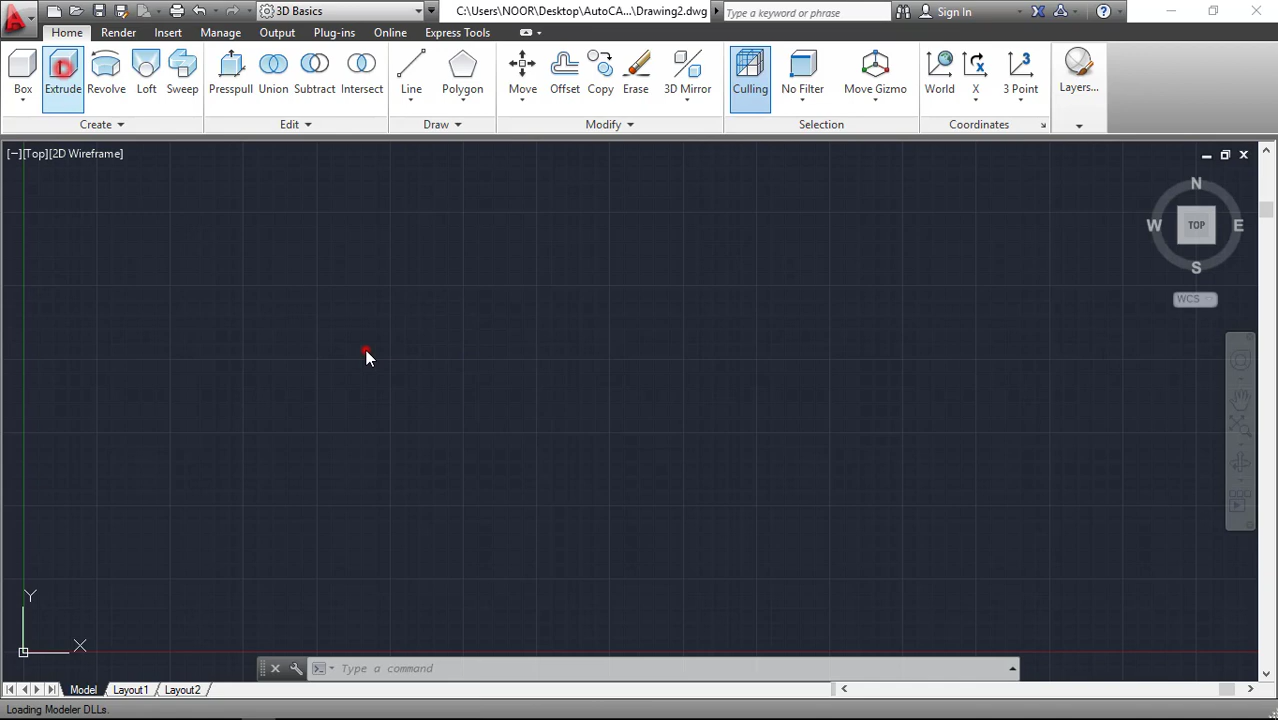 3D Basics C:\Users\NOOR\Desktop\AutoCA...\Drawing2.dwg Type a keyword or phrase Sign In
Home Render Insert Manage Output Plug-ins Online Express Tools
Box Extrude Revolve Loft Sweep Presspull Union Subtract Intersect Line Polygon Move Offset Copy Erase 3D Mirror Culling No Filter Move Gizmo World X 3 Point Layers...
Create Edit Draw Modify Selection Coordinates
[−][Top][2D Wireframe]
N
W TOP E
S
WCS
Y
X
Type a command
Model Layout1 Layout2
Loading Modeler DLLs.